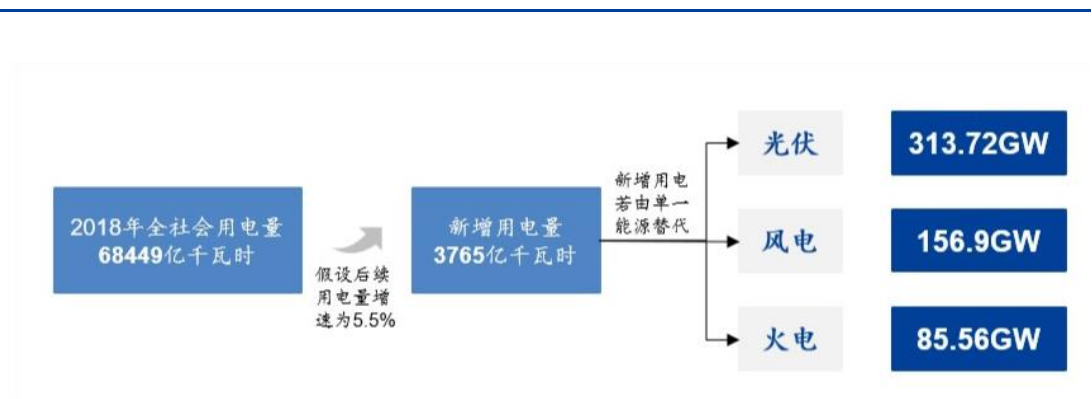 2018年全社会用电量
68449亿千瓦时
假设后续
用电量增
速为5.5%
新增用电量
3765亿千瓦时
新增用电
若由单一
能源替代
光伏
313.72GW
风电
156.9GW
火电
85.56GW